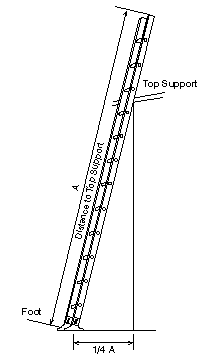 Top Support
A
Distance to Top Support
Foot
1/4 A